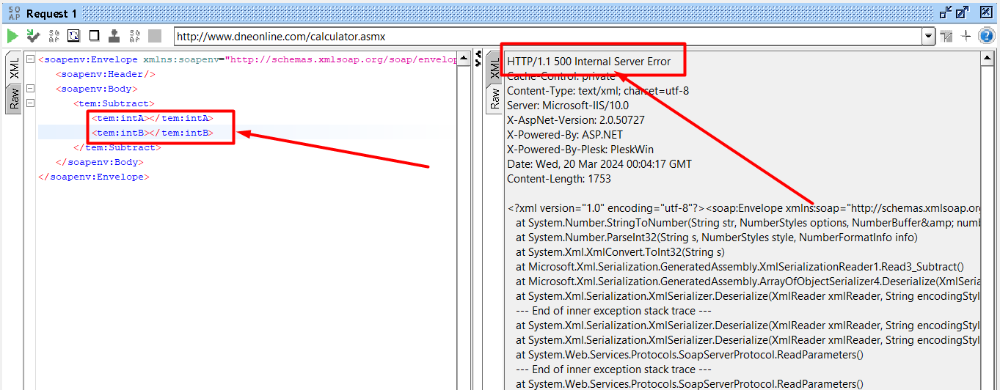 SO
AP
Request 1
http://www.dneonline.com/calculator.asmx
XML
Raw
<soapenv:Envelope xmlns:soapenv="http://schemas.xmlsoap.org/soap/envelop
<soapenv:Header/>
<soapenv:Body>
<tem:Subtract>
<tem:intA></tem:intA>
<tem:intB></tem:intB>
</tem:Subtract>
</soapenv:Body>
</soapenv:Envelope>
XML
Raw
HTTP/1.1 500 Internal Server Error
Cache-Control: private
Content-Type: text/xml; charset=utf-8
Server: Microsoft-IIS/10.0
X-AspNet-Version: 2.0.50727
X-Powered-By: ASP.NET
X-Powered-By-Plesk: PleskWin
Date: Wed, 20 Mar 2024 00:04:17 GMT
Content-Length: 1753
<?xml version="1.0" encoding="utf-8"?><soap:Envelope xmlns:soap="http://schemas.xmlsoap.org
at System.Number.StringToNumber(String str, NumberStyles options, NumberBuffer&amp; numb
at System.Number.ParseInt32(String s, NumberStyles style, NumberFormatInfo info)
at System.Xml.XmlConvert.ToInt32(String s)
at Microsoft.Xml.Serialization.GeneratedAssembly.XmlSerializationReader1.Read3_Subtract()
at Microsoft.Xml.Serialization.GeneratedAssembly.ArrayOfObjectSerializer4.Deserialize(XmlSeria
at System.Xml.Serialization.XmlSerializer.Deserialize(XmlReader xmlReader, String encodingStyl
--- End of inner exception stack trace ---
at System.Xml.Serialization.XmlSerializer.Deserialize(XmlReader xmlReader, String encodingStyl
at System.Xml.Serialization.XmlSerializer.Deserialize(XmlReader xmlReader, String encodingStyl
at System.Web.Services.Protocols.SoapServerProtocol.ReadParameters()
--- End of inner exception stack trace ---
at System.Web.Services.Protocols.SoapServerProtocol.ReadParameters()